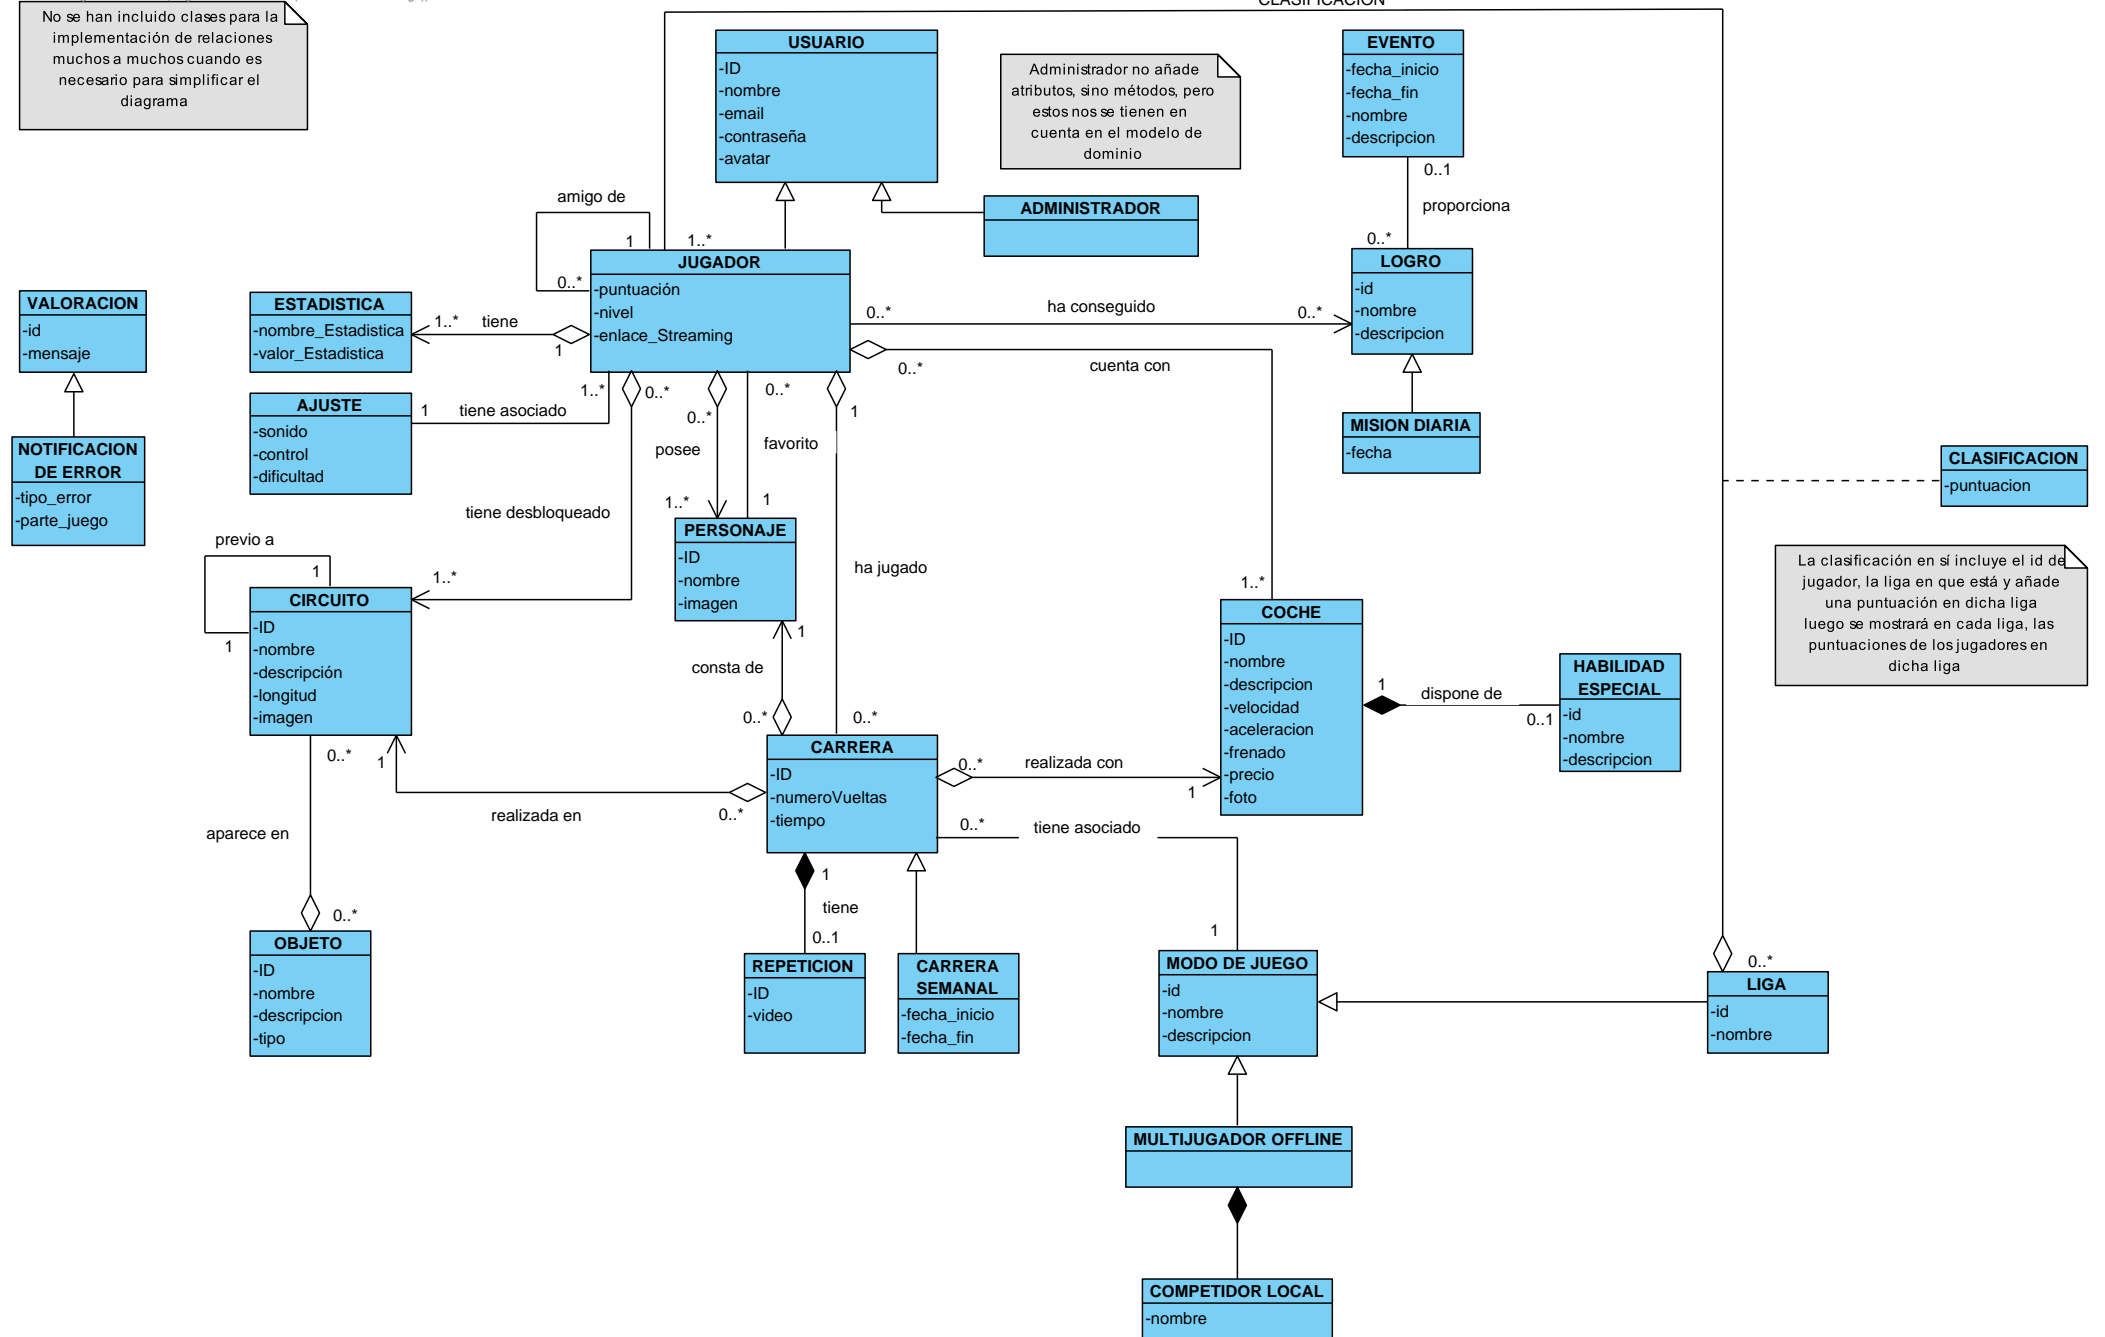 No se han incluido clases para la
implementación de relaciones
muchos a muchos cuando es
necesario para simplificar el
diagrama
CLASIFICACION
USUARIO
-ID
-nombre
-email
-contraseña
-avatar
Administrador no añade
atributos, sino métodos, pero
estos nos se tienen en
cuenta en el modelo de
dominio
EVENTO
-fecha_inicio
-fecha_fin
-nombre
-descripcion
0..1
proporciona
0..*
ADMINISTRADOR
amigo de
1
0..*
1..*
JUGADOR
-puntuación
-nivel
-enlace_Streaming
LOGRO
-id
-nombre
-descripcion
0..*
ha conseguido
0..*
VALORACION
-id
-mensaje
ESTADISTICA
-nombre_Estadistica
-valor_Estadistica
1..*
tiene
1
0..*
cuenta con
1..*
AJUSTE
-sonido
-control
-dificultad
1
tiene asociado
1..*
0..*
0..*
posee
1..*
0..*
favorito
1
1
MISION DIARIA
-fecha
NOTIFICACION
DE ERROR
-tipo_error
-parte_juego
CLASIFICACION
-puntuacion
tiene desbloqueado
1..*
PERSONAJE
-ID
-nombre
-imagen
1
ha jugado
0..*
previo a
1
1
CIRCUITO
-ID
-nombre
-descripción
-longitud
-imagen
La clasificación en sí incluye el id de
jugador, la liga en que está y añade
una puntuación en dicha liga
luego se mostrará en cada liga, las
puntuaciones de los jugadores en
dicha liga
COCHE
-ID
-nombre
-descripcion
-velocidad
-aceleracion
-frenado
-precio
-foto
consta de
0..*
1
dispone de
0..1
HABILIDAD
ESPECIAL
-id
-nombre
-descripcion
CARRERA
-ID
-numeroVueltas
-tiempo
0..*
realizada con
1
0..*
1
realizada en
0..*
0..*
tiene asociado
1
aparece en
0..*
1
tiene
0..1
OBJETO
-ID
-nombre
-descripcion
-tipo
REPETICION
-ID
-video
CARRERA
SEMANAL
-fecha_inicio
-fecha_fin
MODO DE JUEGO
-id
-nombre
-descripcion
0..*
LIGA
-id
-nombre
MULTIJUGADOR OFFLINE
COMPETIDOR LOCAL
-nombre